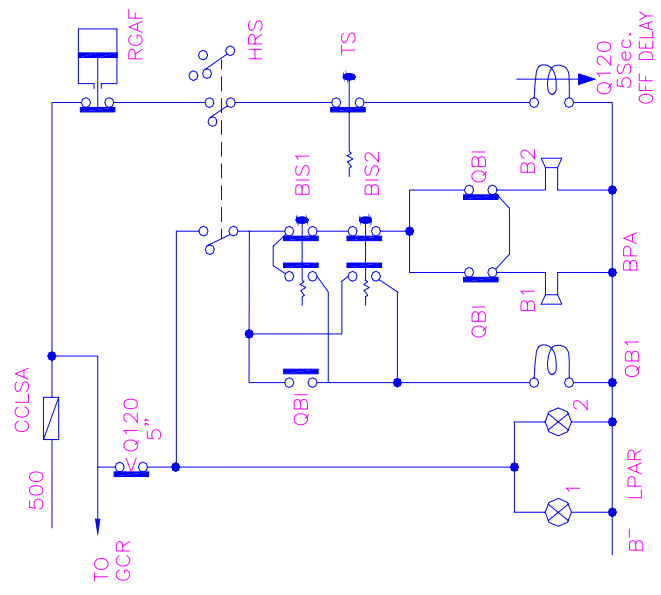 RGAF
HRS
TS
Q120
5Sec.
OFF DELAY
BIS1
BIS2
QBI
B2
CCLSA
QBI
B1
BPA
QBI
QB1
500
Q120
5"
2
1
LPAR
TO
GCR
B⁻